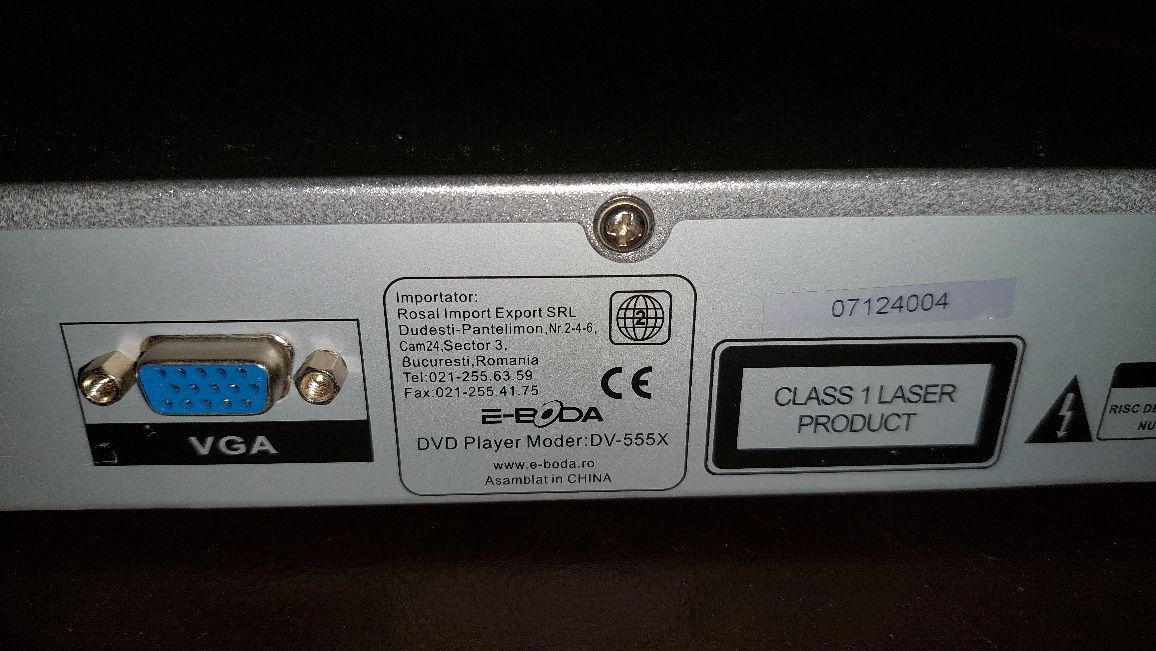 VGA
Importator:
Rosal Import Export SRL
Dudesti-Pantelimon,Nr.2-4-6,
Cam24,Sector 3,
Bucuresti,Romania
Tel:021-255.63.59
Fax:021-255.41.75
2
CE
E-BODA
DVD Player Moder:DV-555X
www.e-boda.ro
Asamblat in CHINA
07124004
CLASS 1 LASER
PRODUCT
RISC DE
NU